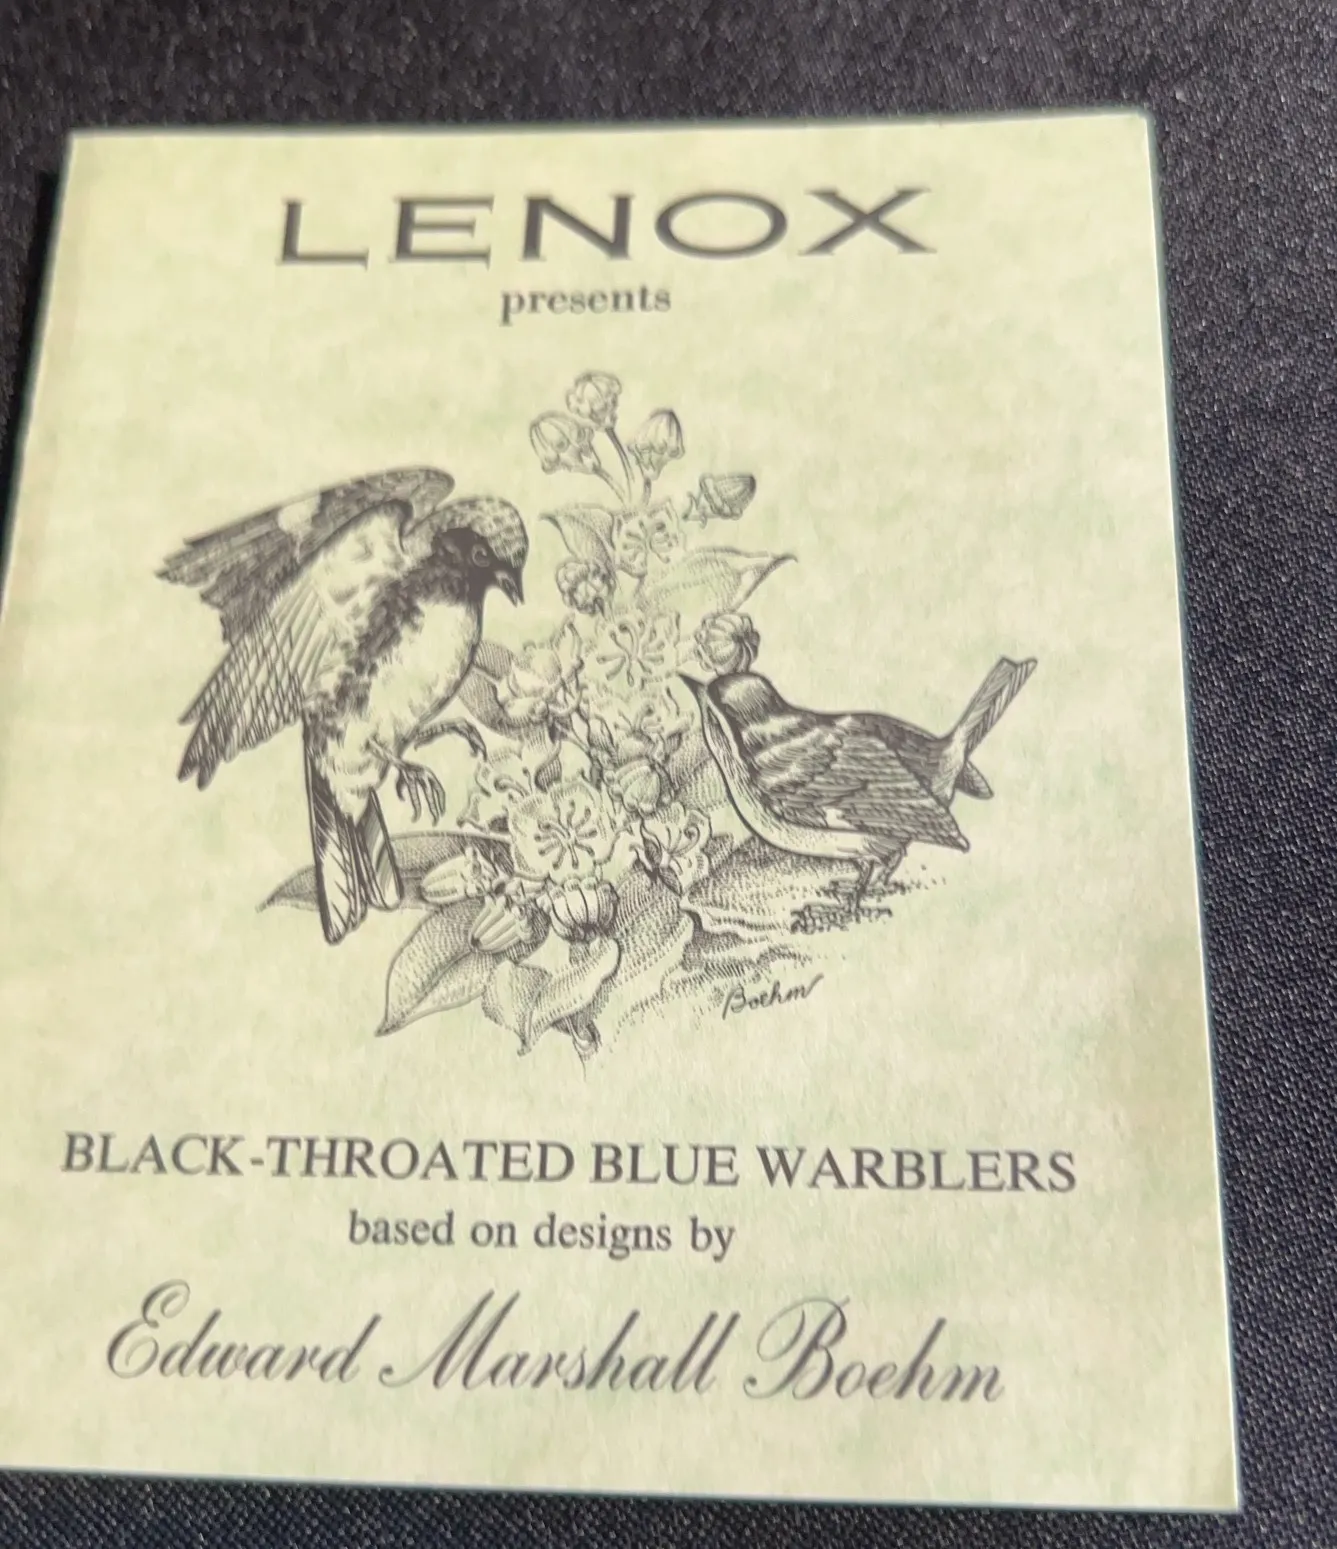 LENOX
presents
Boehm
BLACK-THROATED BLUE WARBLERS
based on designs by
Edward Marshall Boehm